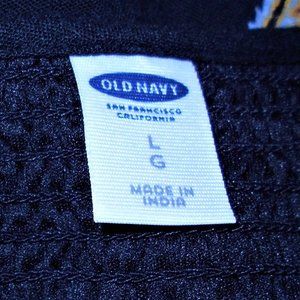 OLD NAVY
SAN FRANCISCO
CALIFORNIA
L
G
MADE IN
INDIA